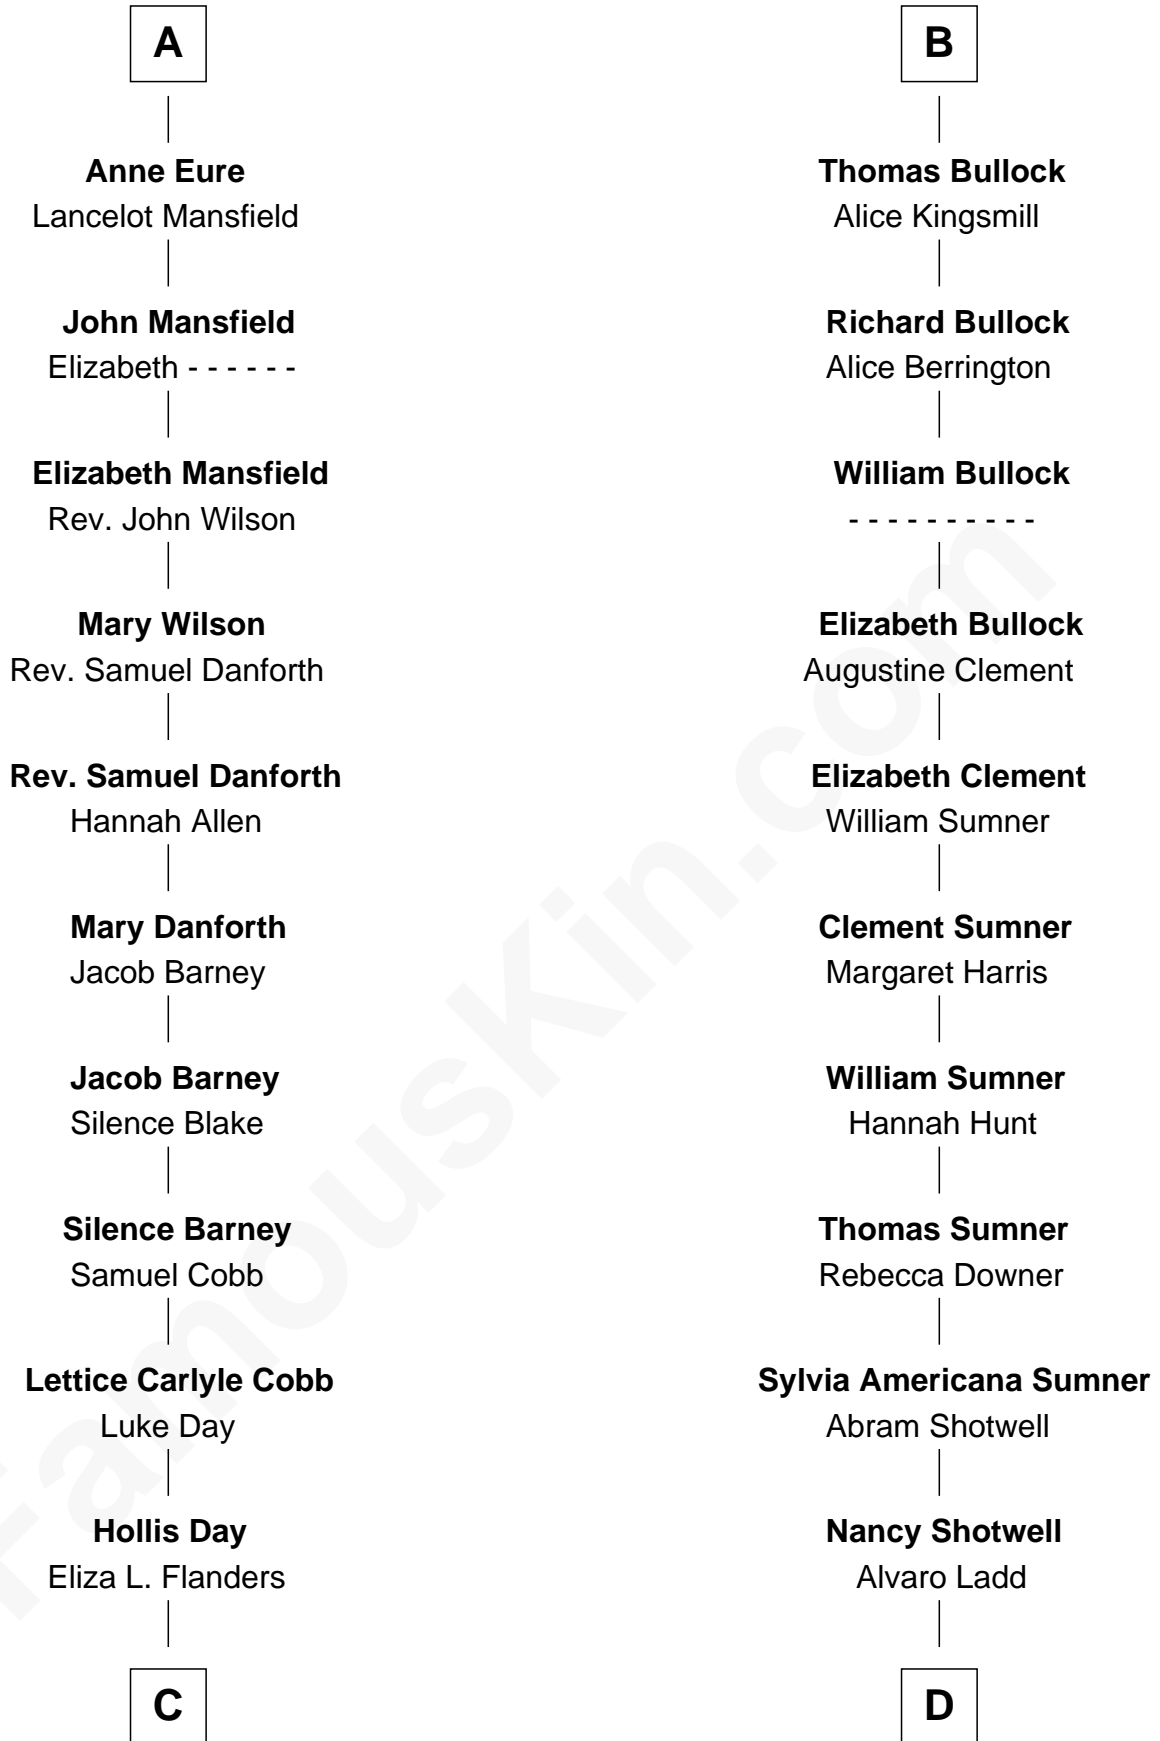 A
Anne Eure
Lancelot Mansfield
John Mansfield
Elizabeth - - - - - -
Elizabeth Mansfield
Rev. John Wilson
Mary Wilson
Rev. Samuel Danforth
Rev. Samuel Danforth
Hannah Allen
Mary Danforth
Jacob Barney
Jacob Barney
Silence Blake
Silence Barney
Samuel Cobb
Lettice Carlyle Cobb
Luke Day
Hollis Day
Eliza L. Flanders
C
B
Thomas Bullock
Alice Kingsmill
Richard Bullock
Alice Berrington
William Bullock
- - - - - - - - - -
Elizabeth Bullock
Augustine Clement
Elizabeth Clement
William Sumner
Clement Sumner
Margaret Harris
William Sumner
Hannah Hunt
Thomas Sumner
Rebecca Downer
Sylvia Americana Sumner
Abram Shotwell
Nancy Shotwell
Alvaro Ladd
D
FamousKin.com